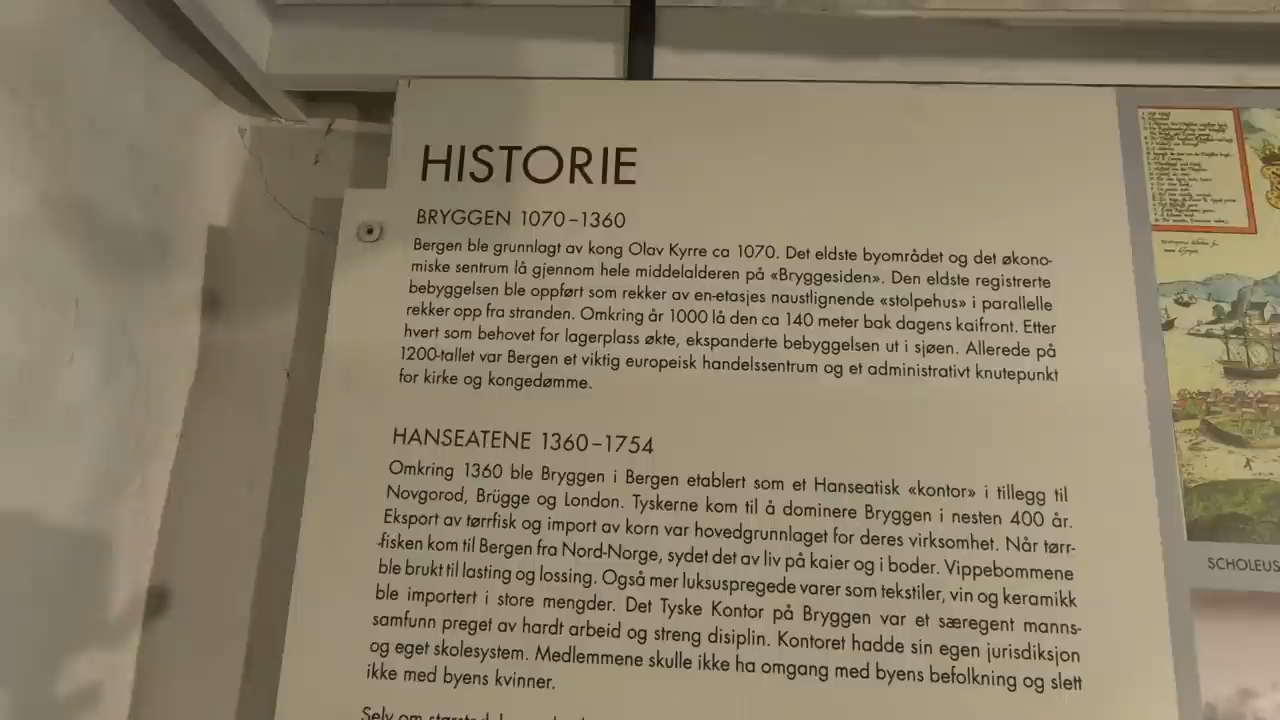 HISTORIE
BRYGGEN 1070–1360
Bergen ble grunnlagt av kong Olav Kyrre ca 1070. Det eldste byområdet og det økono-
miske sentrum lå gjennom hele middelalderen på «Bryggesiden». Den eldste registrerte
bebyggelsen ble oppført som rekker av en-etasjes naustlignende «stolpehus» i parallelle
rekker opp fra stranden. Omkring år 1000 lå den ca 140 meter bak dagens kaifront. Etter
hvert som behovet for lagerplass økte, ekspanderte bebyggelsen ut i sjøen. Allerede på
1200-tallet var Bergen et viktig europeisk handelssentrum og et administrativt knutepunkt
for kirke og kongedømme.
HANSEATENE 1360–1754
Omkring 1360 ble Bryggen i Bergen etablert som et Hanseatisk «kontor» i tillegg til
Novgorod, Brügge og London. Tyskerne kom til å dominere Bryggen i nesten 400 år.
Eksport av tørrfisk og import av korn var hovedgrunnlaget for deres virksomhet. Når tørr-
fisken kom til Bergen fra Nord-Norge, sydet det av liv på kaier og i boder. Vippebommene
ble brukt til lasting og lossing. Også mer luksuspregede varer som tekstiler, vin og keramikk
ble importert i store mengder. Det Tyske Kontor på Bryggen var et særegent manns-
samfunn preget av hardt arbeid og streng disiplin. Kontoret hadde sin egen jurisdiksjon
og eget skolesystem. Medlemmene skulle ikke ha omgang med byens befolkning og slett
ikke med byens kvinner.
Selv om
SCHOLEUS